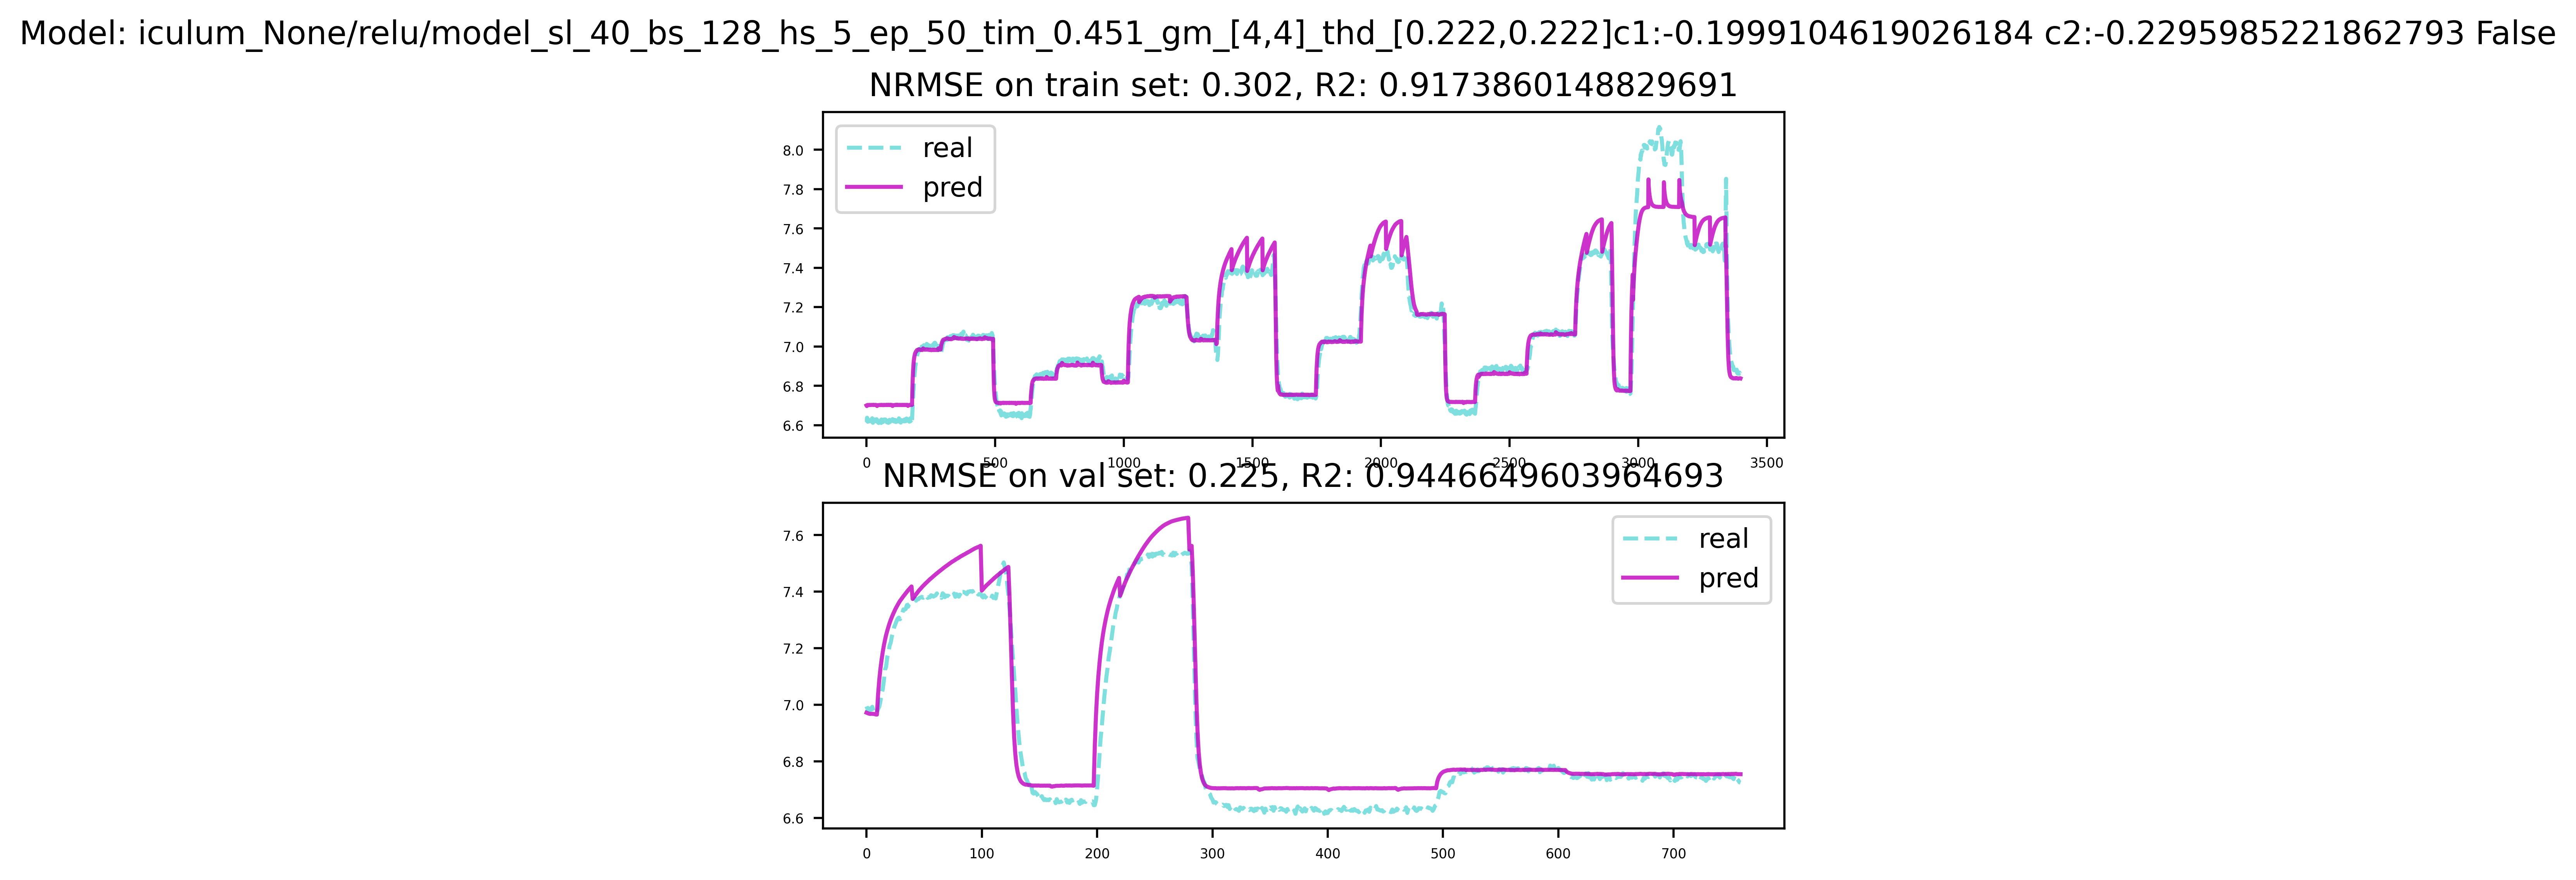 Model: iculum_None/relu/model_sl_40_bs_128_hs_5_ep_50_tim_0.451_gm_[4,4]_thd_[0.222,0.222]c1:-0.1999104619026184 c2:-0.2295985221862793 False
NRMSE on train set: 0.302, R2: 0.9173860148829691
real
pred
8.0
7.8
7.6
7.4
7.2
7.0
6.8
6.6
0 500 1000 1500 2000 2500 3000 3500
NRMSE on val set: 0.225, R2: 0.9446649603964693
real
pred
7.6
7.4
7.2
7.0
6.8
6.6
0 100 200 300 400 500 600 700